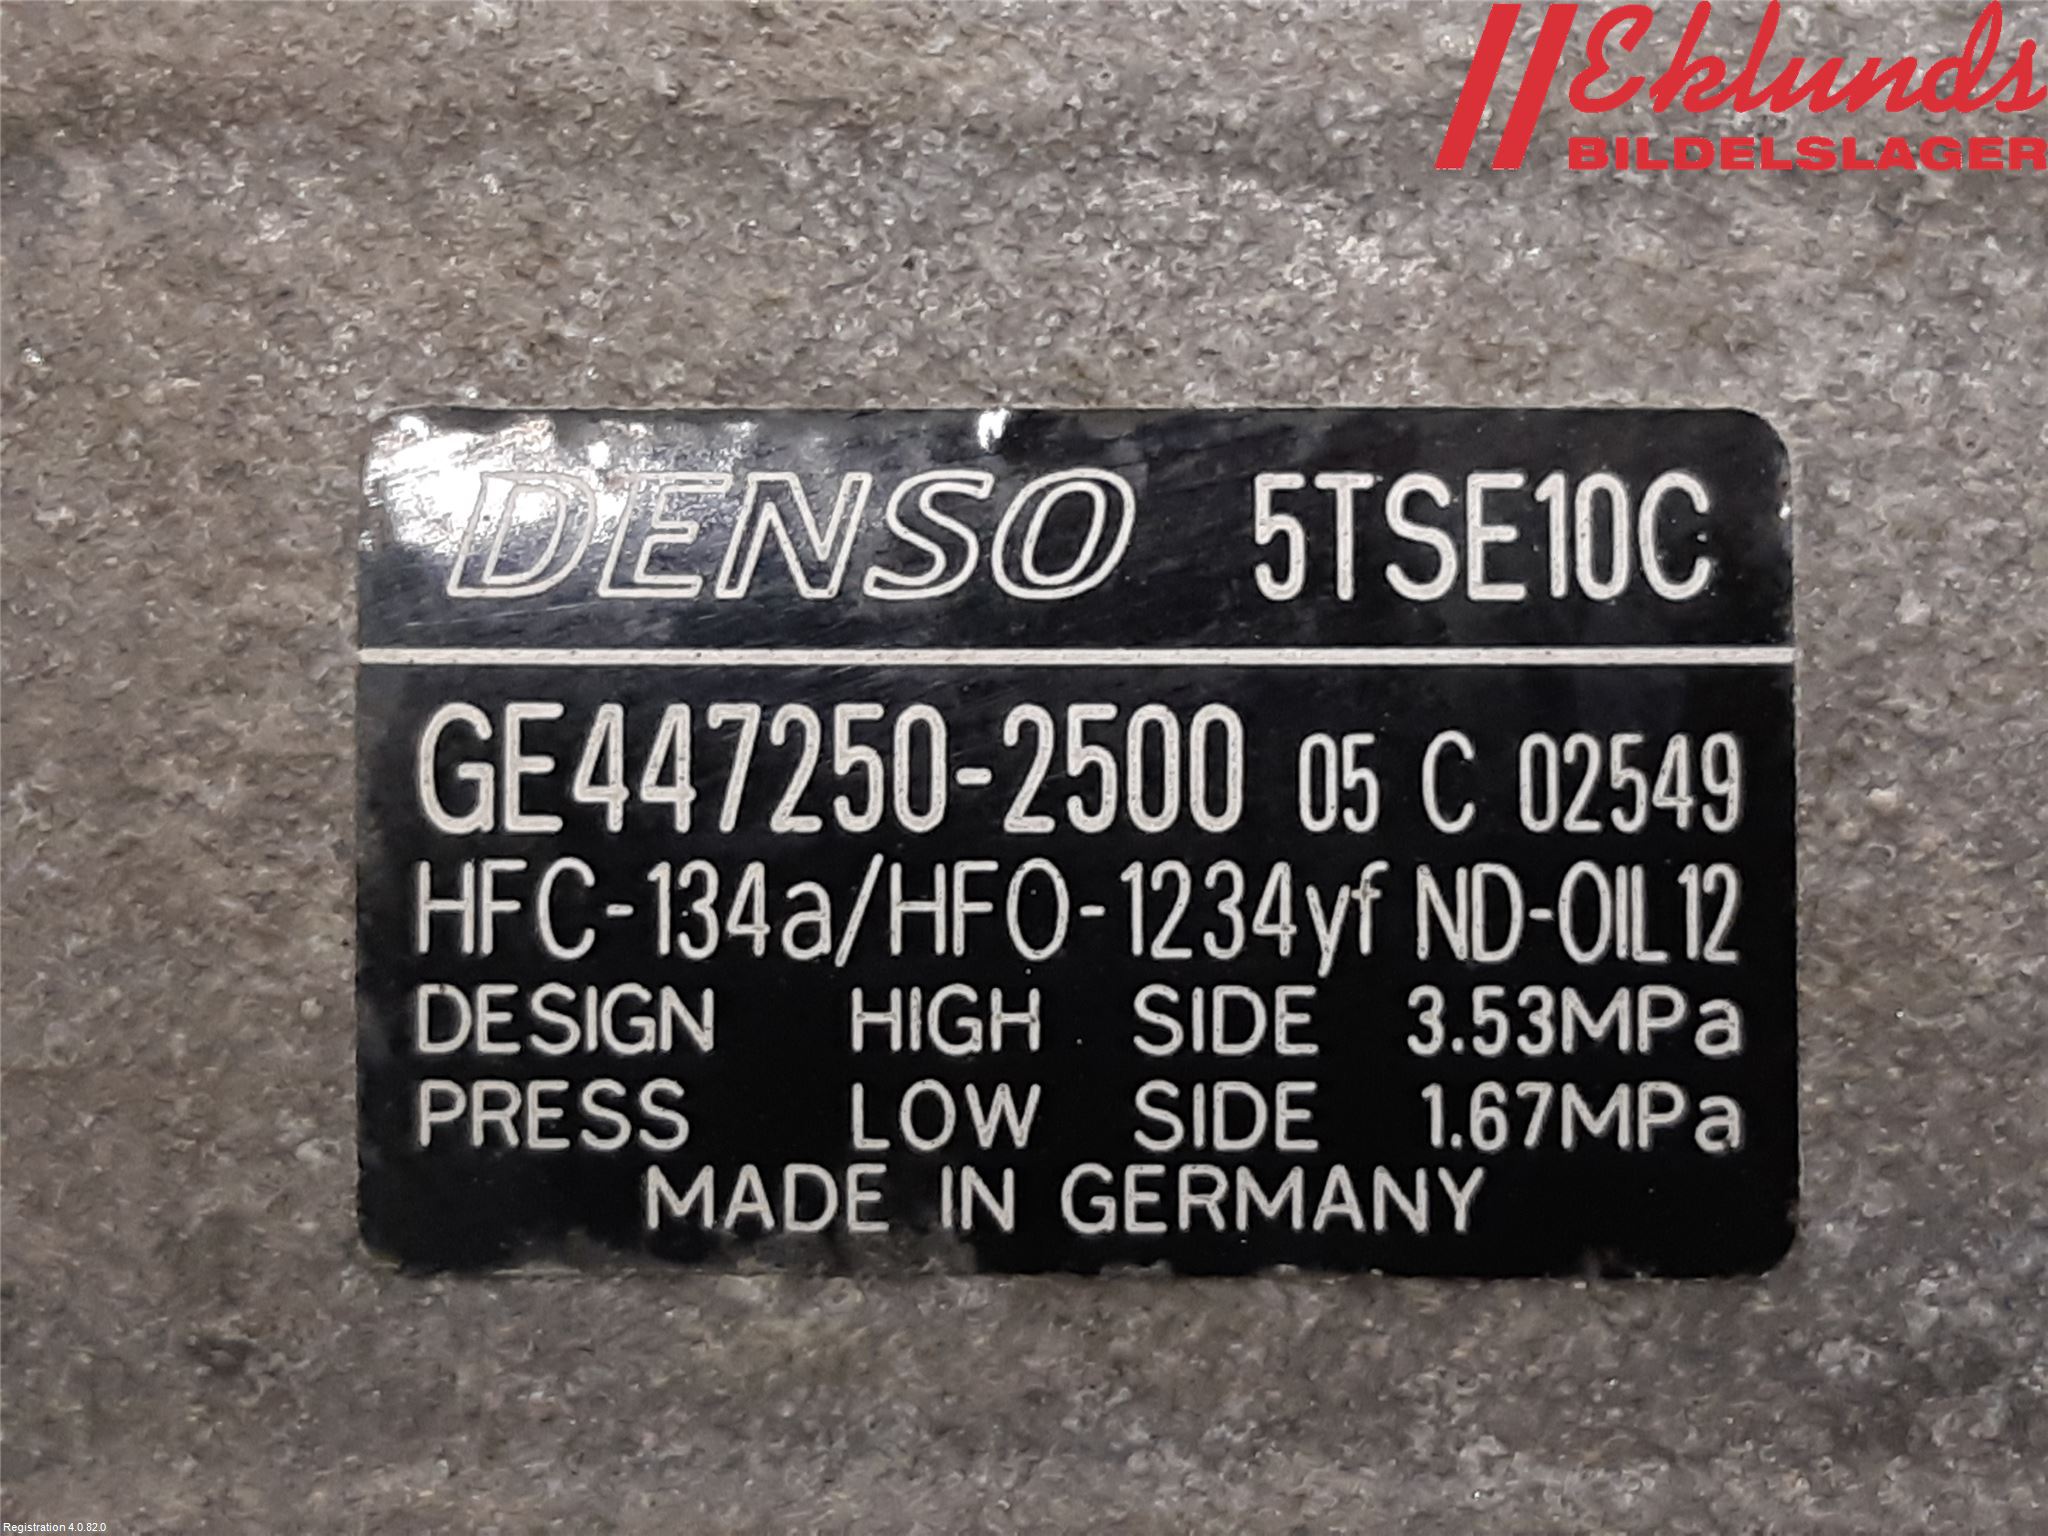 Eklunds
BILDELSLAGER
DENSO 5TSE10C
GE447250-2500 05 C 02549
HFC-134a/HFO-1234yf ND-OIL12
DESIGN HIGH SIDE 3.53MPa
PRESS LOW SIDE 1.67MPa
MADE IN GERMANY
Registration 4.0.82.0